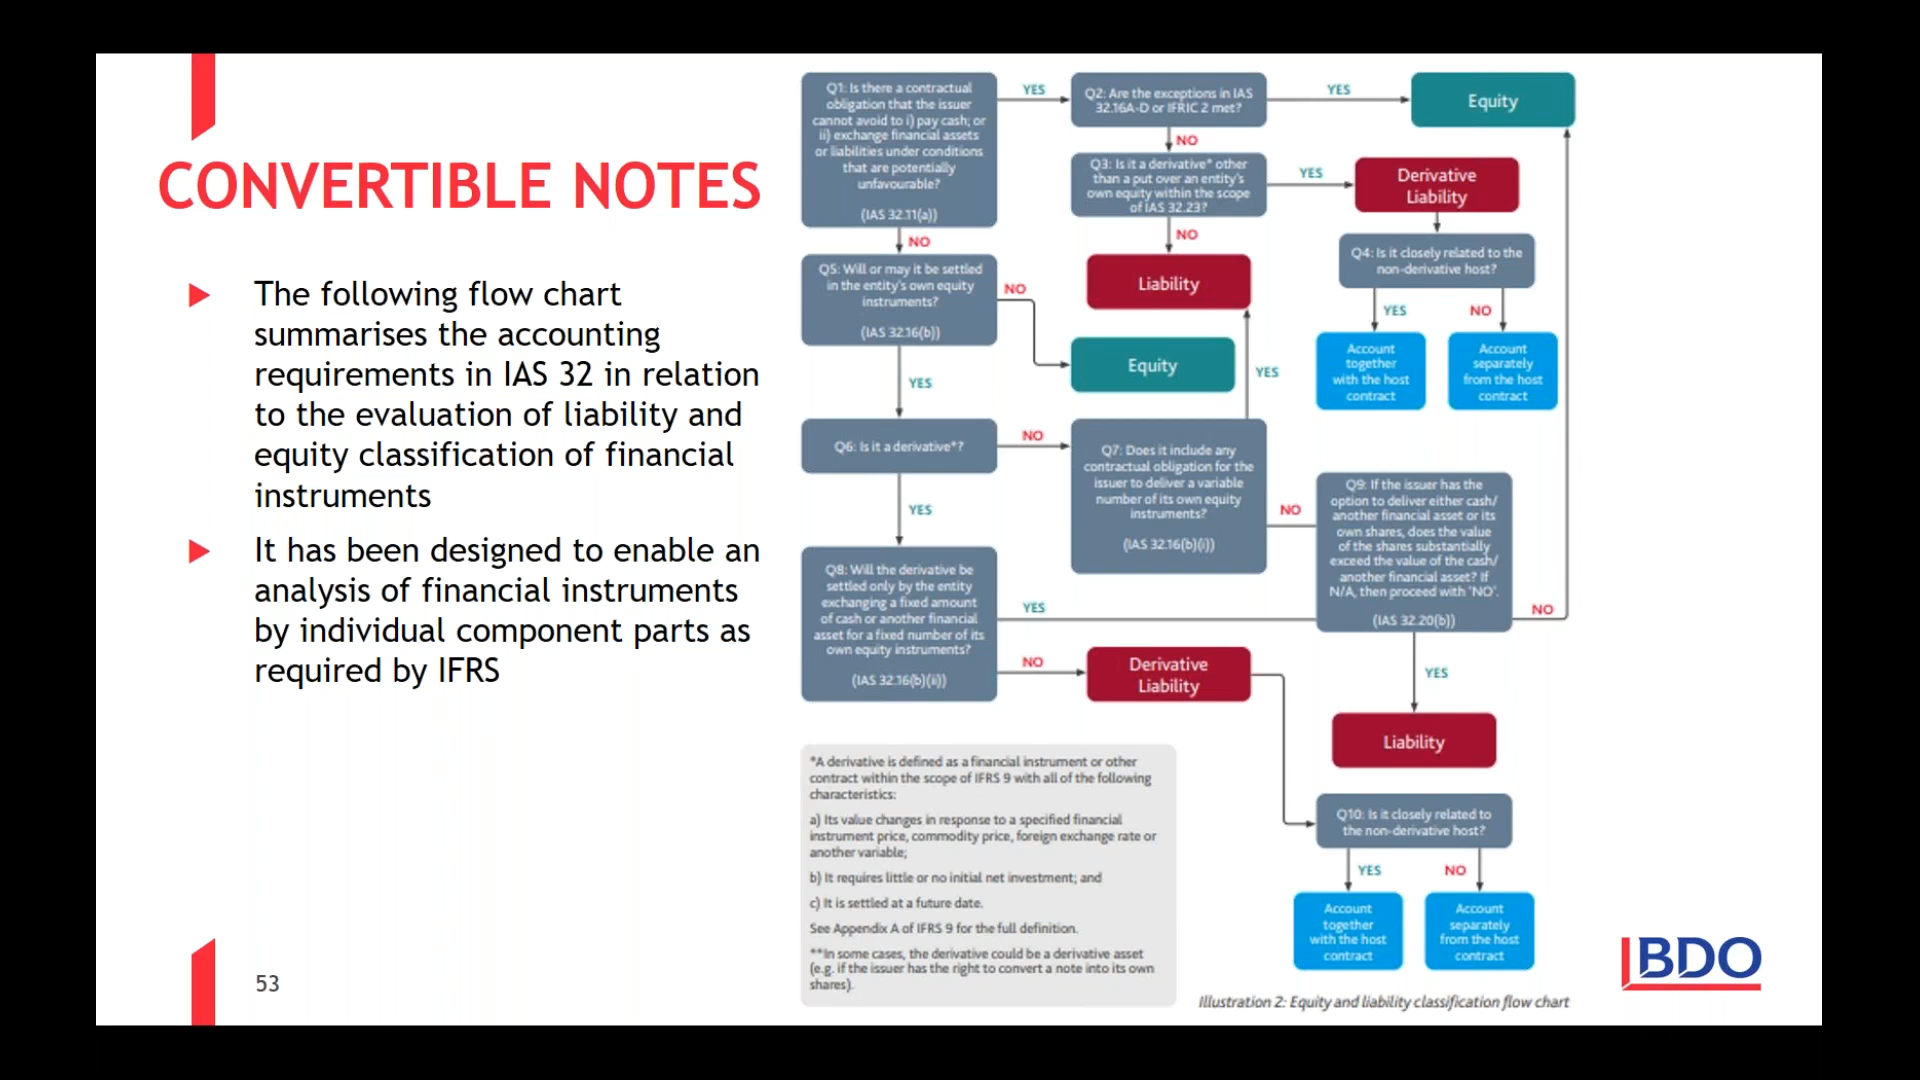 CONVERTIBLE NOTES
The following flow chart
summarises the accounting
requirements in IAS 32 in relation
to the evaluation of liability and
equity classification of financial
instruments
It has been designed to enable an
analysis of financial instruments
by individual component parts as
required by IFRS
53
Q1: Is there a contractual
obligation that the issuer
cannot avoid to i) pay cash; or
ii) exchange financial assets
or liabilities under conditions
that are potentially
unfavourable?
(IAS 32.11(a))
YES
Q2: Are the exceptions in IAS
32.16A-D or IFRIC 2 met?
YES
Equity
NO
Q3: Is it a derivative* other
than a put over an entity's
own equity within the scope
of IAS 32.23?
YES
Derivative
Liability
NO
NO
Q4: Is it closely related to the
non-derivative host?
Q5: Will or may it be settled
in the entity's own equity
instruments?
(IAS 32.16(b))
NO
Liability
YES
NO
Account
together
with the host
contract
Account
separately
from the host
contract
Equity
YES
YES
Q6: Is it a derivative*?
NO
Q7: Does it include any
contractual obligation for the
issuer to deliver a variable
number of its own equity
instruments?
(IAS 32.16(b)(i))
NO
Q9: If the issuer has the
option to deliver either cash/
another financial asset or its
own shares, does the value
of the shares substantially
exceed the value of the cash/
another financial asset? If
N/A, then proceed with 'NO'.
(IAS 32.20(b))
NO
YES
Q8: Will the derivative be
settled only by the entity
exchanging a fixed amount
of cash or another financial
asset for a fixed number of its
own equity instruments?
(IAS 32.16(b)(ii))
YES
NO
Derivative
Liability
YES
Liability
Q10: Is it closely related to
the non-derivative host?
YES
NO
Account
together
with the host
contract
Account
separately
from the host
contract
*A derivative is defined as a financial instrument or other
contract within the scope of IFRS 9 with all of the following
characteristics:
a) Its value changes in response to a specified financial
instrument price, commodity price, foreign exchange rate or
another variable;
b) It requires little or no initial net investment; and
c) It is settled at a future date.
See Appendix A of IFRS 9 for the full definition.
**In some cases, the derivative could be a derivative asset
(e.g. if the issuer has the right to convert a note into its own
shares).
Illustration 2: Equity and liability classification flow chart
BDO